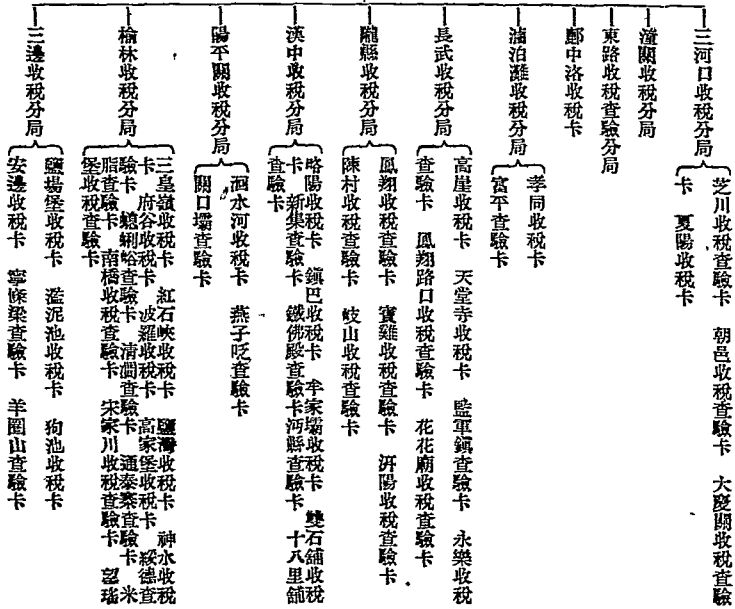 三河口收稅分局
芝川收稅查驗卡　朝邑收稅查驗卡　大慶關收稅查驗
卡　夏陽收稅卡
潼關收稅分局
東路收稅查驗分局
鄜中洛收稅卡
滷泊灘收稅分局
孝同收稅卡
富平查驗卡
長武收稅分局
高崖收稅卡　天堂寺收稅卡　監軍鎮查驗卡　永樂收稅
查驗卡　鳳翔路口收稅查驗卡　花花廟收稅查驗卡
隴縣收稅分局
鳳翔收稅查驗卡　寶雞收稅查驗卡　汧陽收稅查驗卡
陳村收稅查驗卡　岐山收稅查驗卡
漢中收稅分局
略陽收稅卡　鎮巴收稅卡　牟家壩收稅卡　雙石舖收稅
卡　新集查驗卡　鐵佛殿查驗卡　沔縣查驗卡　十八里舖
查驗卡
陽平關收稅分局
洄水河收稅卡　燕子砭查驗卡
關口壩查驗卡
榆林收稅分局
三皇嶺收稅卡　紅石峽收稅卡　鹽灣收稅卡　神水收稅
卡　府谷收稅卡　波羅收稅卡　高家堡收稅卡　綏德查
驗卡　蟋蜊峪查驗卡　清澗查驗卡　通泰寨查驗卡　米
脂查驗卡　南橋收稅查驗卡　宋家川收稅查驗卡　望瑤
堡收稅查驗卡
三邊收稅分局
鹽場堡收稅卡　濫泥池收稅卡　狗池收稅卡
安邊收稅卡　寧條梁查驗卡　羊圈山查驗卡